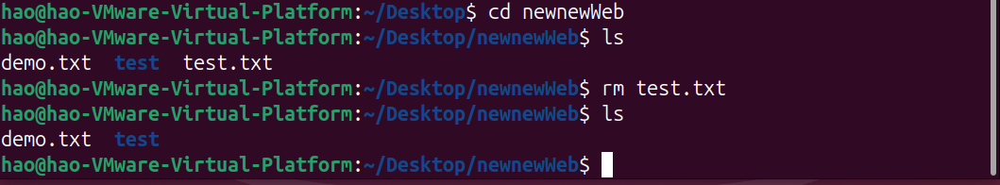 hao@hao-VMware-Virtual-Platform:~/Desktop$ cd newnewWeb
hao@hao-VMware-Virtual-Platform:~/Desktop/newnewWeb$ ls
demo.txt  test  test.txt
hao@hao-VMware-Virtual-Platform:~/Desktop/newnewWeb$ rm test.txt
hao@hao-VMware-Virtual-Platform:~/Desktop/newnewWeb$ ls
demo.txt  test
hao@hao-VMware-Virtual-Platform:~/Desktop/newnewWeb$